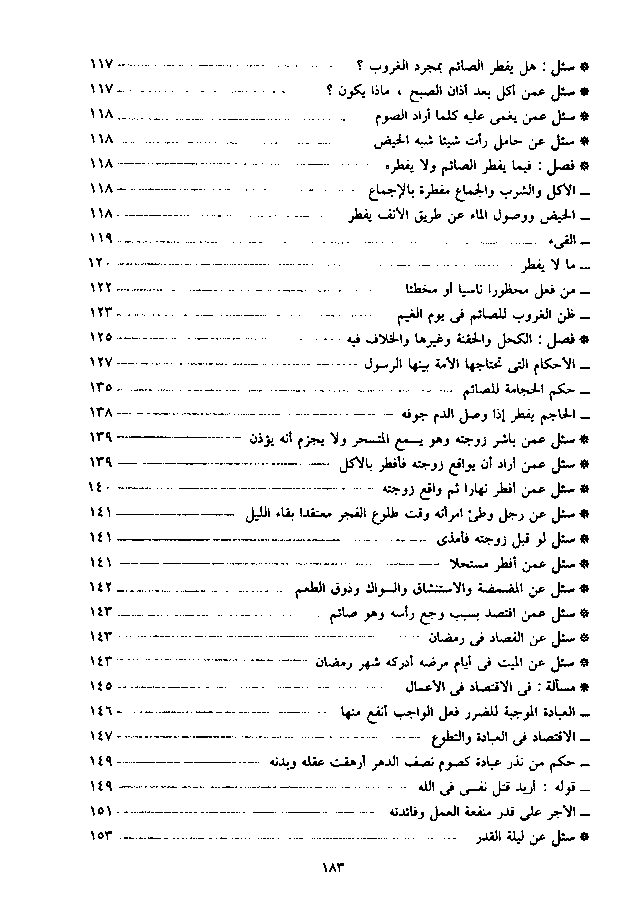 * سئل : هل يفطر الصائم بمجرد الغروب ؟ ١١٧
* سئل عمن أكل بعد أذان الصبح ، ماذا يكون ؟ ١١٧
* سئل عمن يغمى عليه كلما أراد الصوم ١١٨
* سئل عن حامل رأت شيئا شبه الحيض ١١٨
* فصل : فيما يفطر الصائم ولا يفطره ١١٨
ـ الأكل والشرب والجماع مفطرة بالإجماع ١١٨
ـ الحيض ووصول الماء عن طريق الأنف يفطر ١١٨
ـ القىء ١١٩
ـ ما لا يفطر ١٢٠
ـ من فعل محظورا ناسيا أو مخطئا ١٢٢
ـ ظن الغروب للصائم فى يوم الغيم ١٢٣
* فصل : الكحل والحقنة وغيرها والخلاف فيه ١٢٥
ـ الأحكام التى تحتاجها الأمة بينها الرسول ١٢٧
ـ حكم الحجامة للصائم ١٣٥
ـ الحاجم يفطر إذا وصل الدم جوفه ١٣٨
* سئل عمن باشر زوجته وهو يسمع المتسحر ولا يجزم أنه يؤذن ١٣٩
* سئل عمن أراد أن يواقع زوجته فأفطر بالأكل ١٣٩
* سئل عمن أفطر نهارا ثم واقع زوجته ١٤٠
* سئل عن رجل وطئ امرأته وقت طلوع الفجر معتقدا بقاء الليل ١٤١
* سئل لو قبل زوجته فأمذى ١٤١
* سئل عمن أفطر مستحلا ١٤١
* سئل عن المضمضة والاستنشاق والسواك وذوق الطعم ١٤٢
* سئل عمن افتصد بسبب وجع رأسه وهو صائم ١٤٣
* سئل عن الفصاد فى رمضان ١٤٣
* سئل عن الميت فى أيام مرضه أدركه شهر رمضان ١٤٣
* مسألة : فى الاقتصاد فى الأعمال ١٤٥
ـ العبادة الموجبة للضرر فعل الواجب أنفع منها ١٤٦
ـ الاقتصاد فى العبادة والتطوع ١٤٧
ـ حكم من نذر عبادة كصوم نصف الدهر أرهقت عقله وبدنه ١٤٩
ـ قوله : أريد قتل نفسى فى الله ١٤٩
ـ الأجر على قدر منفعة العمل وفائدته ١٥١
* سئل عن ليلة القدر ١٥٣
١٨٣